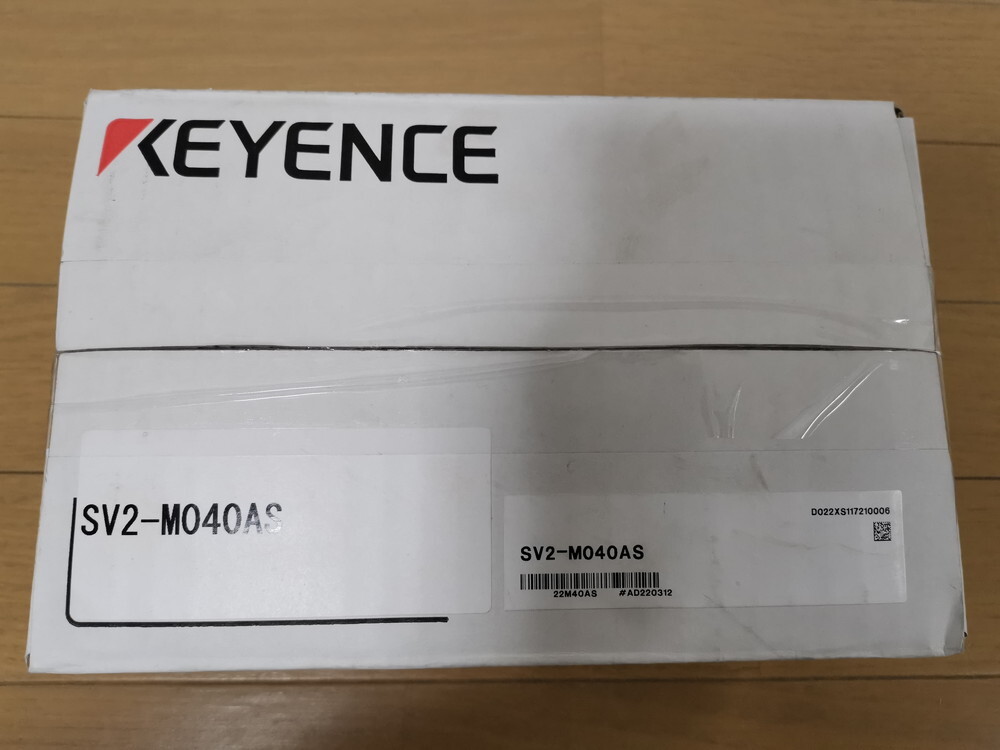 KEYENCE
SV2-M040AS
D022XS117210006
SV2-M040AS
22M40AS #AD220312